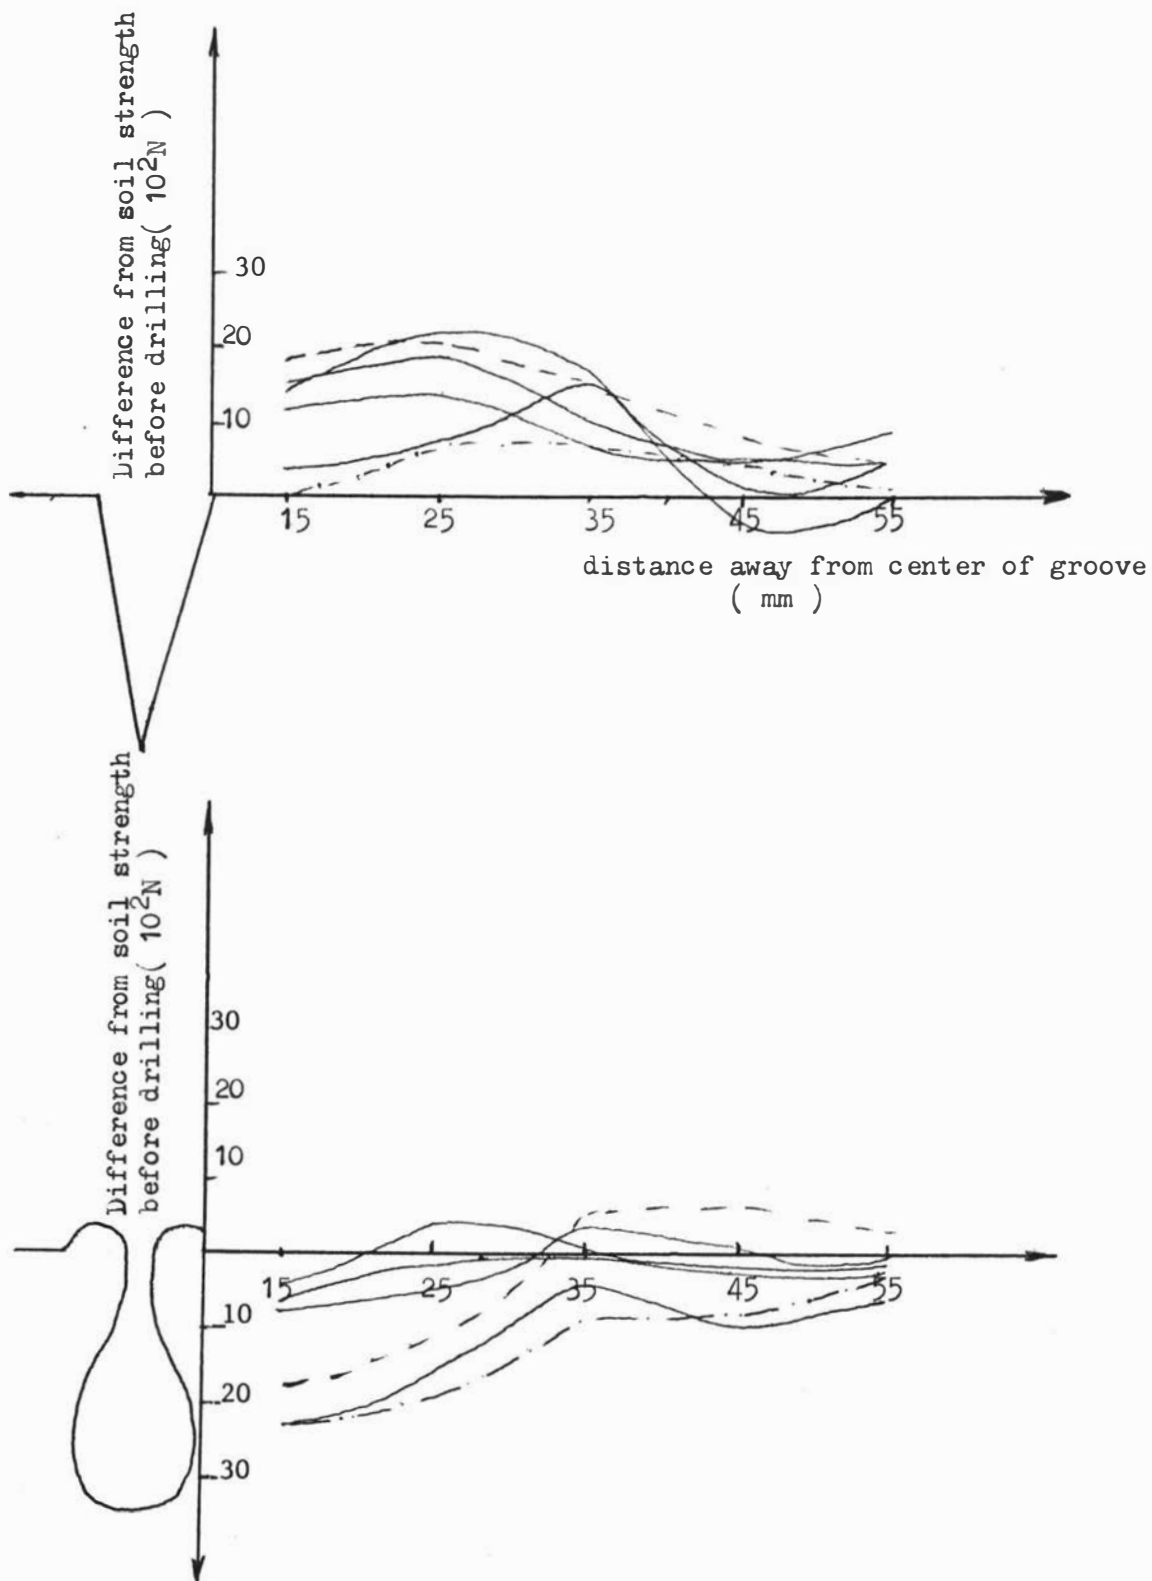 Difference from soil strength
before drilling( 10²N )
30
20
10
15 25 35 45 55
distance away from center of groove
( mm )
Difference from soil strength
before drilling( 10²N )
30
20
10
15 25 35 45 55
10
20
30